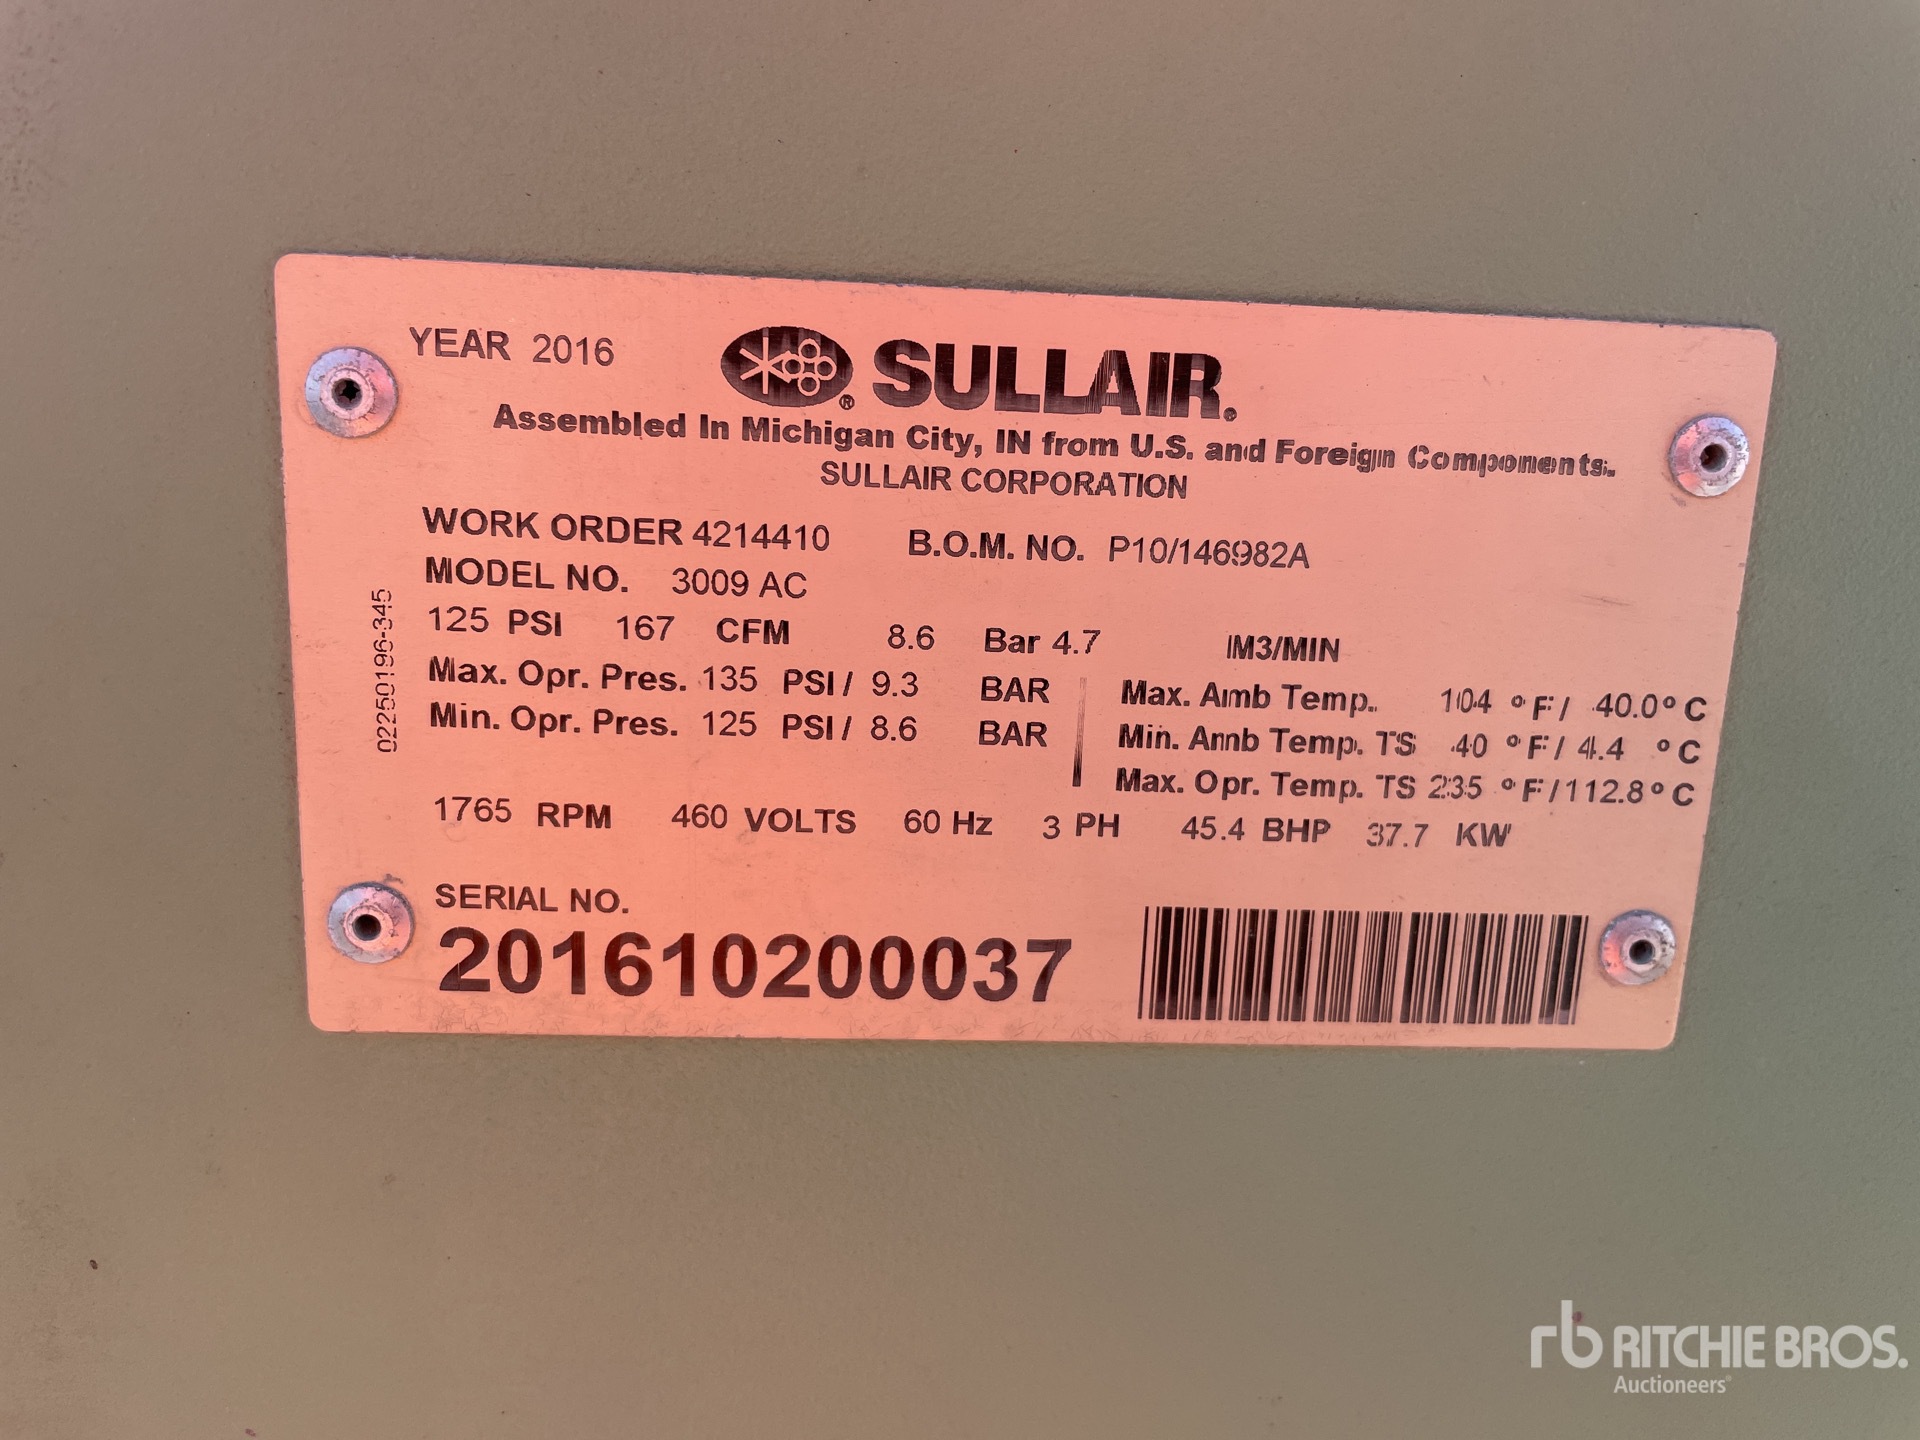 YEAR 2016
SULLAIR®
Assembled In Michigan City, IN from U.S. and Foreign Components.
SULLAIR CORPORATION
WORK ORDER 4214410 B.O.M. NO. P10/146982A
MODEL NO. 3009 AC
125 PSI 167 CFM 8.6 Bar 4.7 M3/MIN
Max. Opr. Pres. 135 PSI / 9.3 BAR
Min. Opr. Pres. 125 PSI / 8.6 BAR
Max. Amb Temp. 104 °F / 40.0 °C
Min. Amb Temp. TS 40 °F / 4.4 °C
Max. Opr. Temp. TS 235 °F / 112.8 °C
1765 RPM 460 VOLTS 60 Hz 3 PH 45.4 BHP 37.7 KW
SERIAL NO.
201610200037
02250196-345
rb RITCHIE BROS.
Auctioneers®